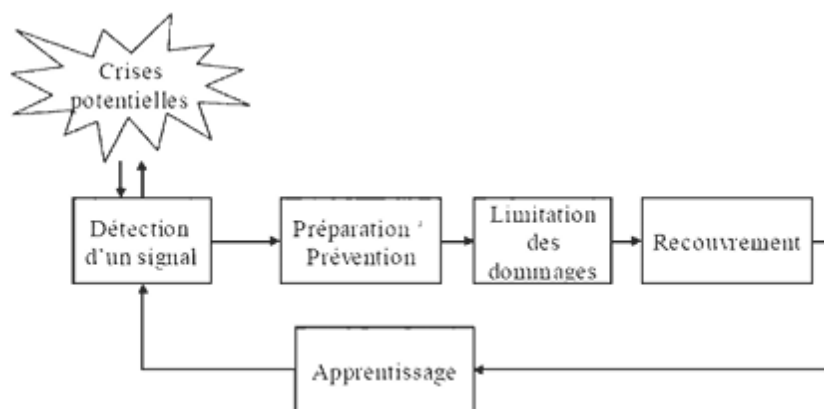 Crises
potentielles
Détection
d'un signal
Préparation
Prévention
Limitation
des
dommages
Recouvrement
Apprentissage